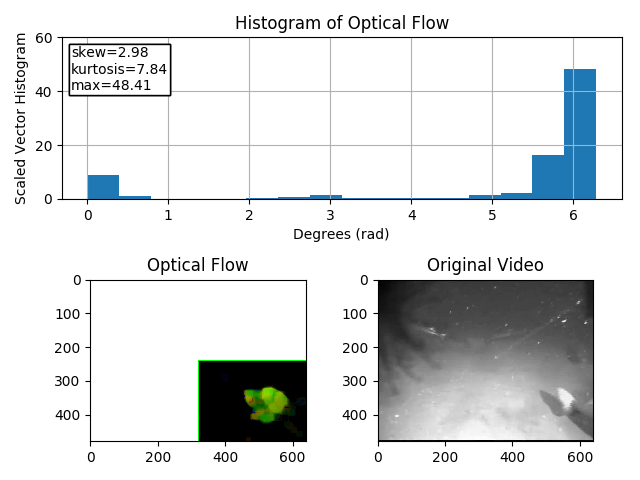 Histogram of Optical Flow
skew=2.98
kurtosis=7.84
max=48.41
Scaled Vector Histogram
60
40
20
0
0 1 2 3 4 5 6
Degrees (rad)
Optical Flow
0
100
200
300
400
0 200 400 600
Original Video
0
100
200
300
400
0 200 400 600